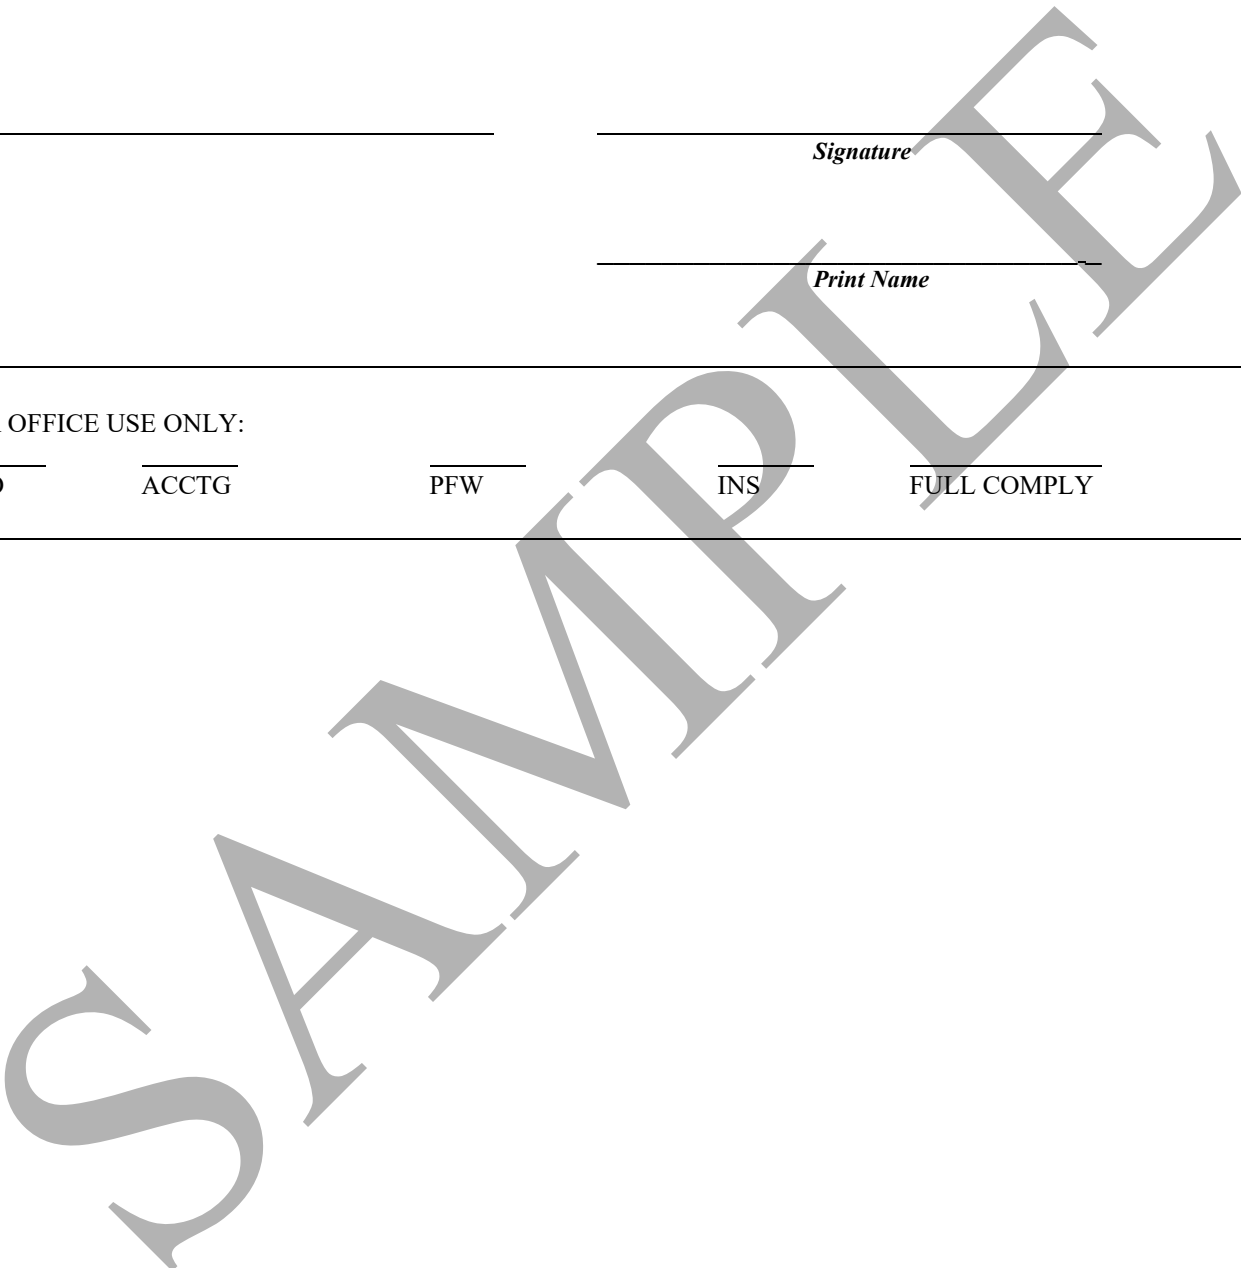 Signature
Print Name
OFFICE USE ONLY:
ACCTG PFW INS FULL COMPLY
SAMPLE